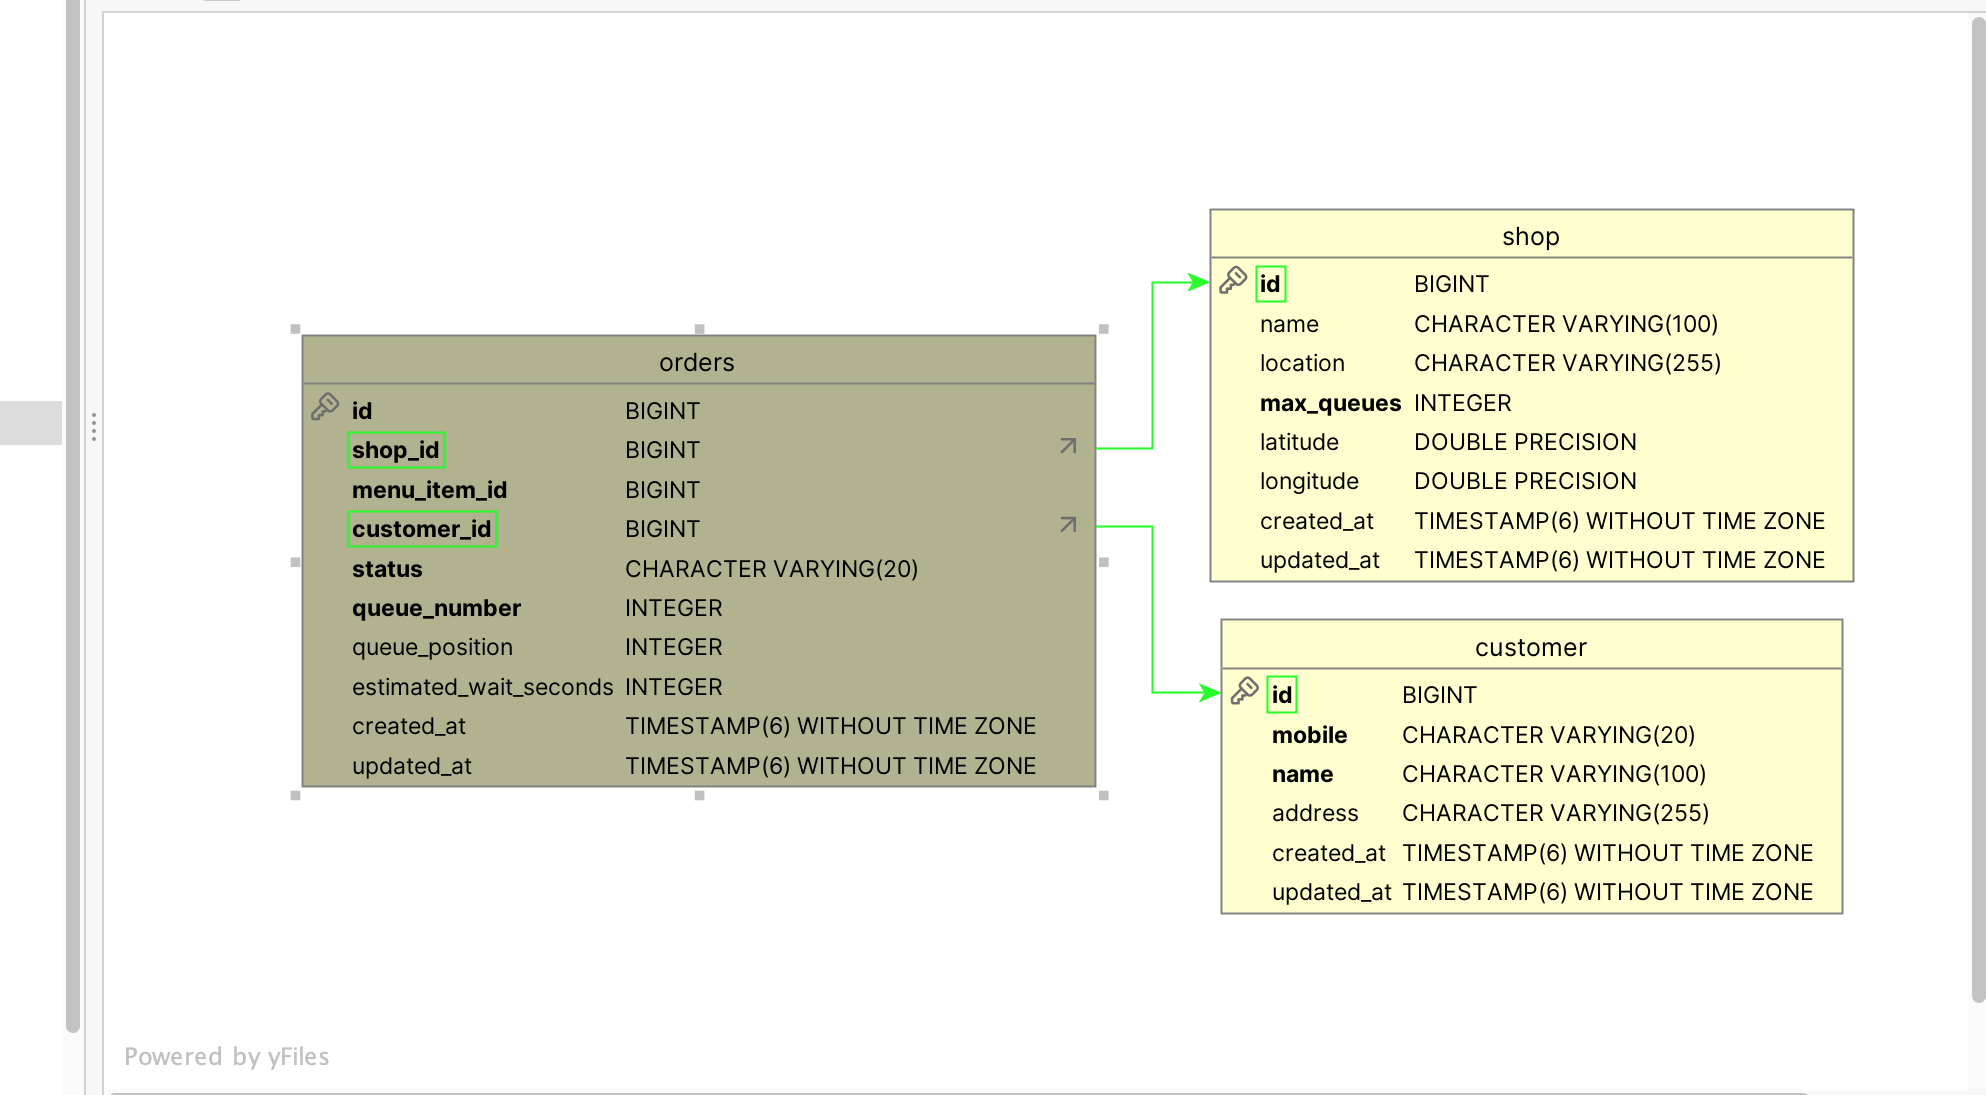 orders
id BIGINT
shop_id BIGINT
menu_item_id BIGINT
customer_id BIGINT
status CHARACTER VARYING(20)
queue_number INTEGER
queue_position INTEGER
estimated_wait_seconds INTEGER
created_at TIMESTAMP(6) WITHOUT TIME ZONE
updated_at TIMESTAMP(6) WITHOUT TIME ZONE
shop
id BIGINT
name CHARACTER VARYING(100)
location CHARACTER VARYING(255)
max_queues INTEGER
latitude DOUBLE PRECISION
longitude DOUBLE PRECISION
created_at TIMESTAMP(6) WITHOUT TIME ZONE
updated_at TIMESTAMP(6) WITHOUT TIME ZONE
customer
id BIGINT
mobile CHARACTER VARYING(20)
name CHARACTER VARYING(100)
address CHARACTER VARYING(255)
created_at TIMESTAMP(6) WITHOUT TIME ZONE
updated_at TIMESTAMP(6) WITHOUT TIME ZONE
Powered by yFiles